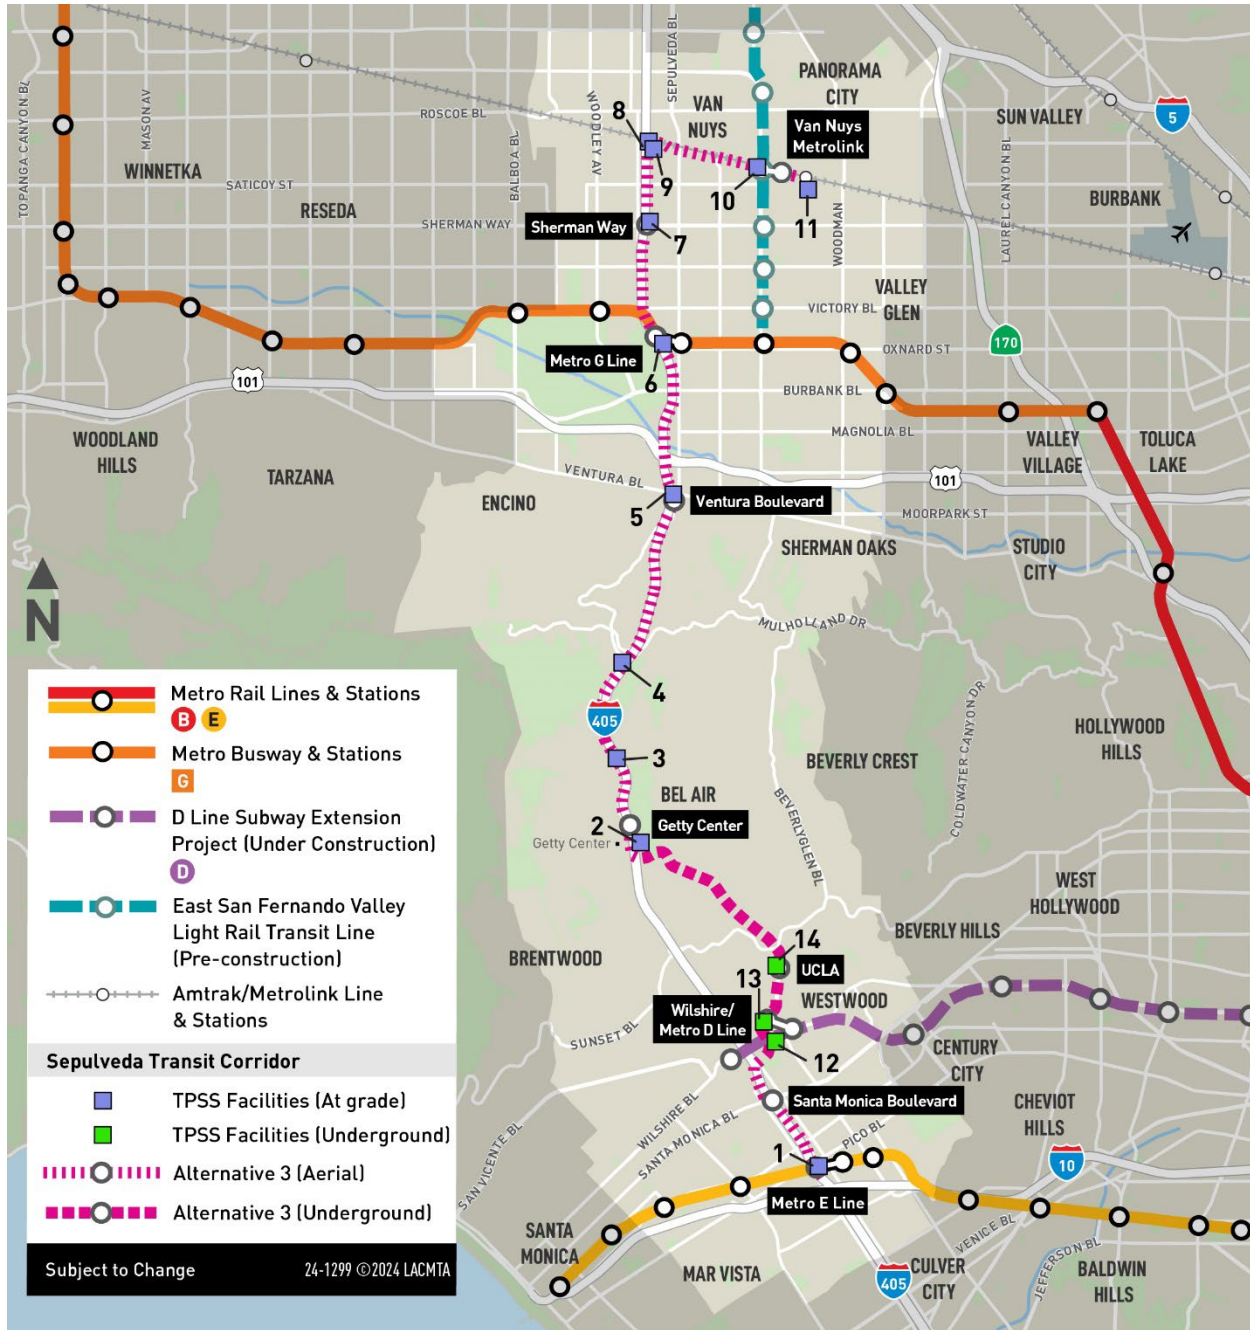 TOPANGA CANYON BL
MASON AV
WINNETKA
SATICOY ST
RESEDA
SHERMAN WAY
ROSCOE BL
BALBOA BL
WOODLEY AV
SEPULVEDA BL
VAN
NUYS
PANORAMA
CITY
Van Nuys
Metrolink
SUN VALLEY
5
LAUREL CANYON BL
BURBANK
8
9
10
11
WOODMAN
Sherman Way
7
VALLEY
GLEN
VICTORY BL
OXNARD ST
170
Metro G Line
6
BURBANK BL
MAGNOLIA BL
101
WOODLAND
HILLS
TARZANA
ENCINO
VENTURA BL
5
Ventura Boulevard
VALLEY
VILLAGE
TOLUCA
LAKE
101
MOORPARK ST
SHERMAN OAKS
STUDIO
CITY
N
MULHOLLAND DR
4
405
3
BEL AIR
BEVERLY CREST
COLDWATER CANYON DR
HOLLYWOOD
HILLS
2
Getty Center
Getty Center
BEVERLYGLEN BL
WEST
HOLLYWOOD
BEVERLY HILLS
BRENTWOOD
14
UCLA
13
WESTWOOD
Wilshire/
Metro D Line
SUNSET BL
12
CENTURY
CITY
WILSHIRE BL
SANTA MONICA BL
Santa Monica Boulevard
CHEVIOT
HILLS
PICO BL
1
10
SAN VICENTE BL
Metro E Line
SANTA
MONICA
MAR VISTA
VENICE BL
JEFFERSON BL
405
CULVER
CITY
BALDWIN
HILLS
Metro Rail Lines & Stations
B E
Metro Busway & Stations
G
D Line Subway Extension
Project (Under Construction)
D
East San Fernando Valley
Light Rail Transit Line
(Pre-construction)
Amtrak/Metrolink Line
& Stations
Sepulveda Transit Corridor
TPSS Facilities (At grade)
TPSS Facilities (Underground)
Alternative 3 (Aerial)
Alternative 3 (Underground)
Subject to Change
24-1299 ©2024 LACMTA